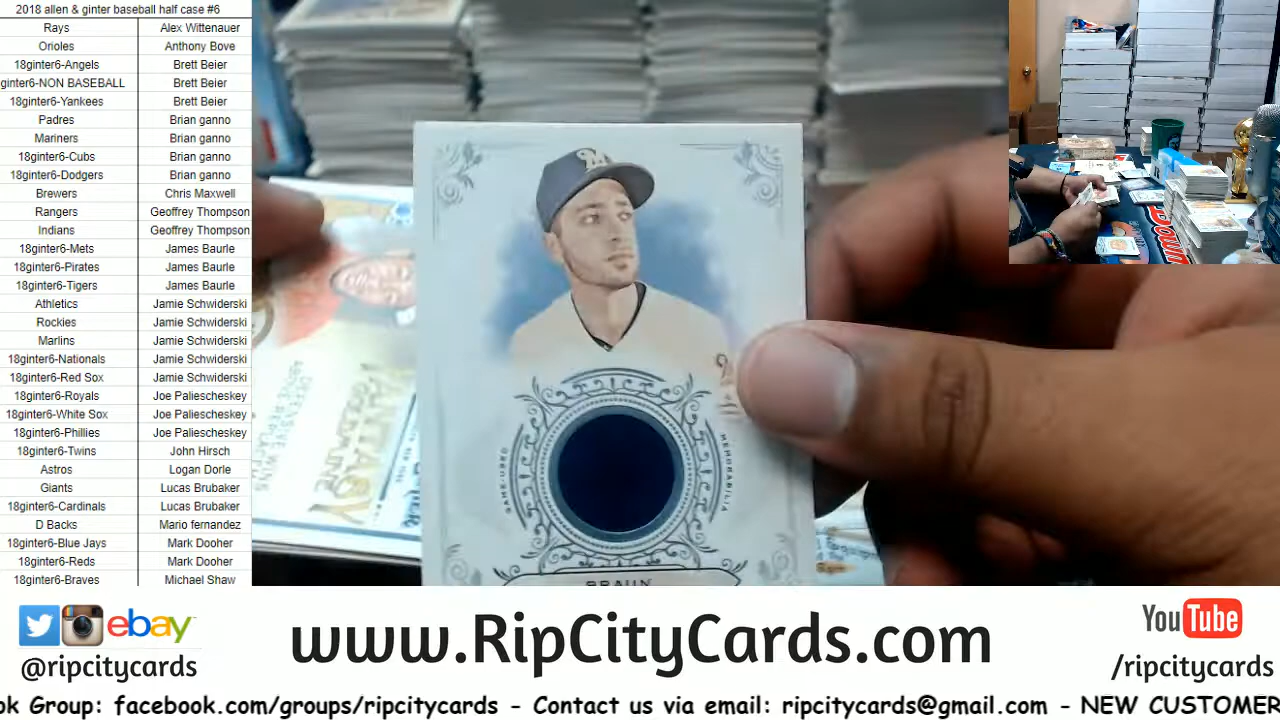 2018 allen & ginter baseball half case #6
Rays Alex Wittenauer
Orioles Anthony Bove
18ginter6-Angels Brett Beier
ginter6-NON BASEBALL Brett Beier
18ginter6-Yankees Brett Beier
Padres Brian ganno
Mariners Brian ganno
18ginter6-Cubs Brian ganno
18ginter6-Dodgers Brian ganno
Brewers Chris Maxwell
Rangers Geoffrey Thompson
Indians Geoffrey Thompson
18ginter6-Mets James Baurle
18ginter6-Pirates James Baurle
18ginter6-Tigers James Baurle
Athletics Jamie Schwiderski
Rockies Jamie Schwiderski
Marlins Jamie Schwiderski
18ginter6-Nationals Jamie Schwiderski
18ginter6-Red Sox Jamie Schwiderski
18ginter6-Royals Joe Paliescheskey
18ginter6-White Sox Joe Paliescheskey
18ginter6-Phillies Joe Paliescheskey
18ginter6-Twins John Hirsch
Astros Logan Dorle
Giants Lucas Brubaker
18ginter6-Cardinals Lucas Brubaker
D Backs Mario fernandez
18ginter6-Blue Jays Mark Dooher
18ginter6-Reds Mark Dooher
18ginter6-Braves Michael Shaw
M
GAME-USED
MEMORABILIA
BRAUN
ebay
@ripcitycards
www.RipCityCards.com
YouTube
/ripcitycards
ok Group: facebook.com/groups/ripcitycards - Contact us via email: ripcitycards@gmail.com - NEW CUSTOMER